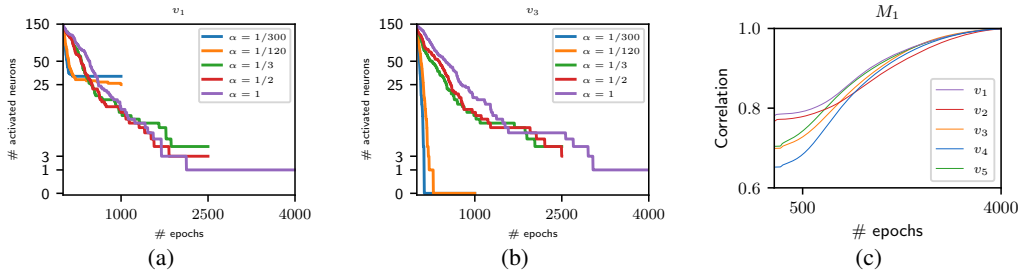 v₁
150
50
25
3
1
0
# activated neurons
α = 1/300
α = 1/120
α = 1/3
α = 1/2
α = 1
1000 2500 4000
# epochs
(a)
v₃
150
50
25
3
1
0
# activated neurons
α = 1/300
α = 1/120
α = 1/3
α = 1/2
α = 1
1000 2500 4000
# epochs
(b)
M₁
1.0
0.8
0.6
Correlation
v₁
v₂
v₃
v₄
v₅
500 4000
# epochs
(c)